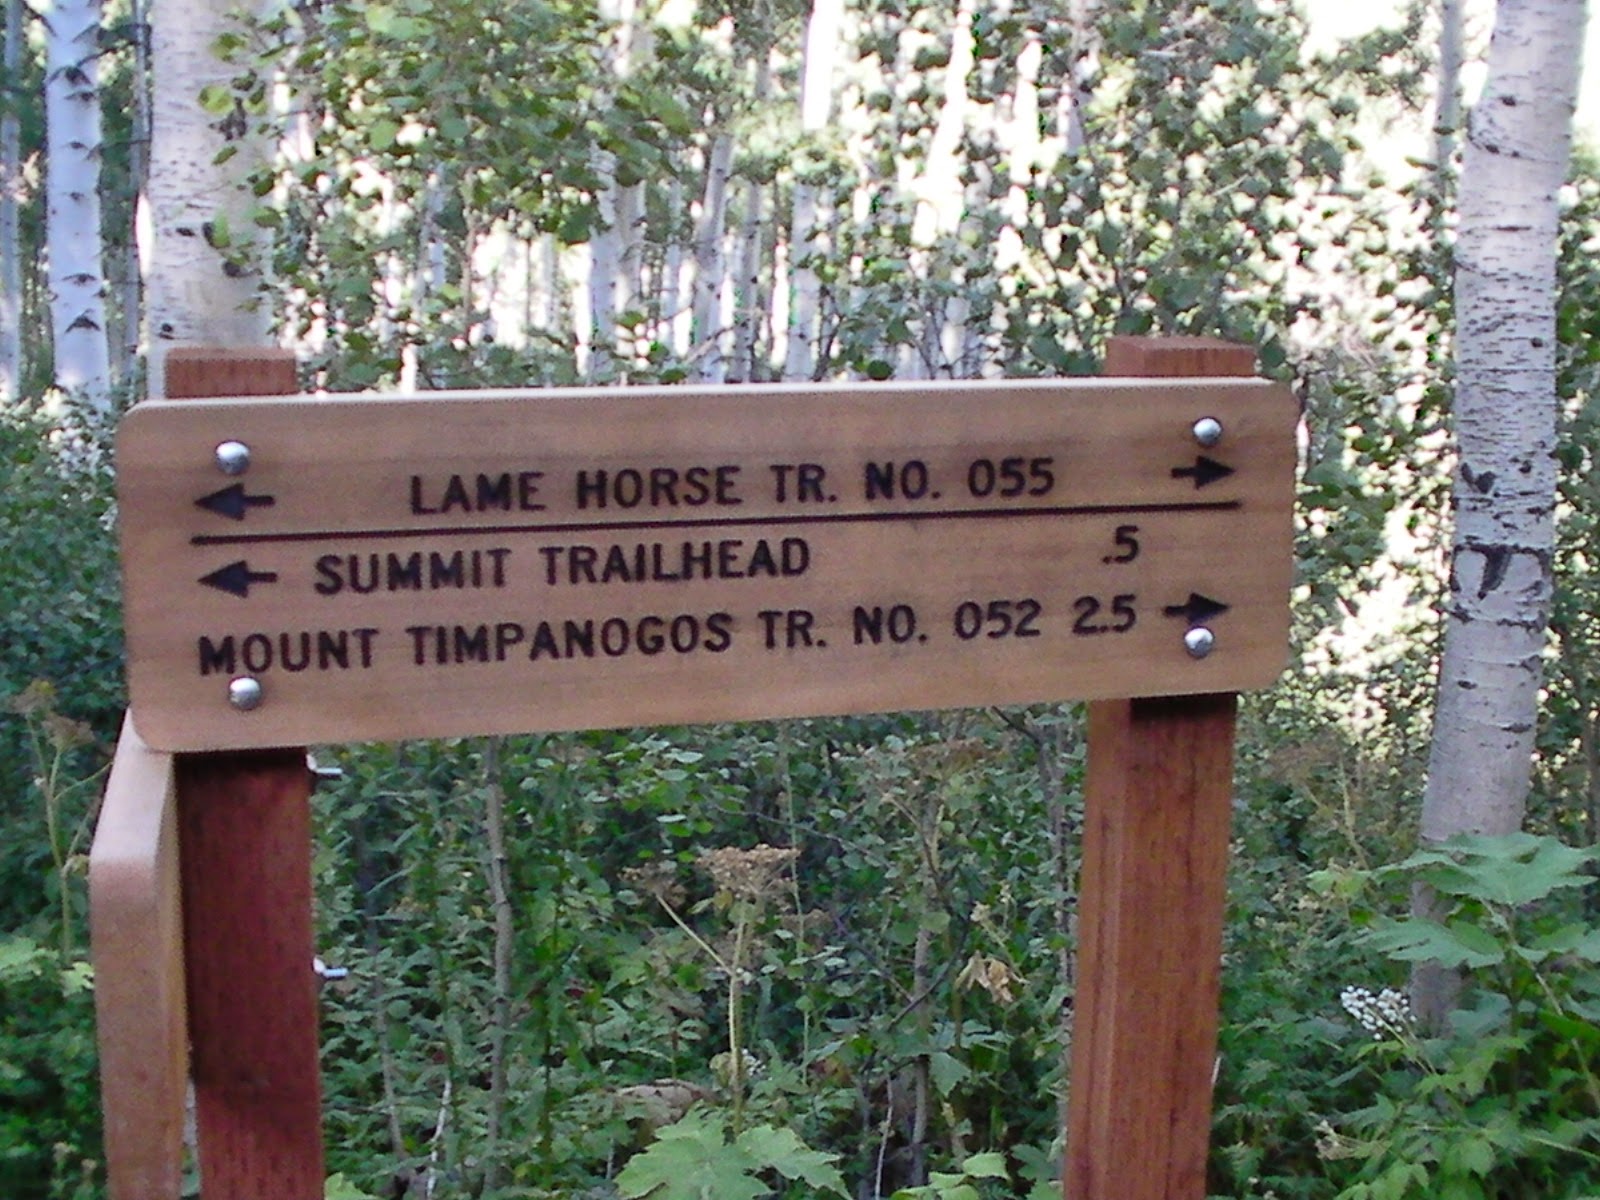 ← LAME HORSE TR. NO. 055 →
← SUMMIT TRAILHEAD .5
MOUNT TIMPANOGOS TR. NO. 052 2.5 →